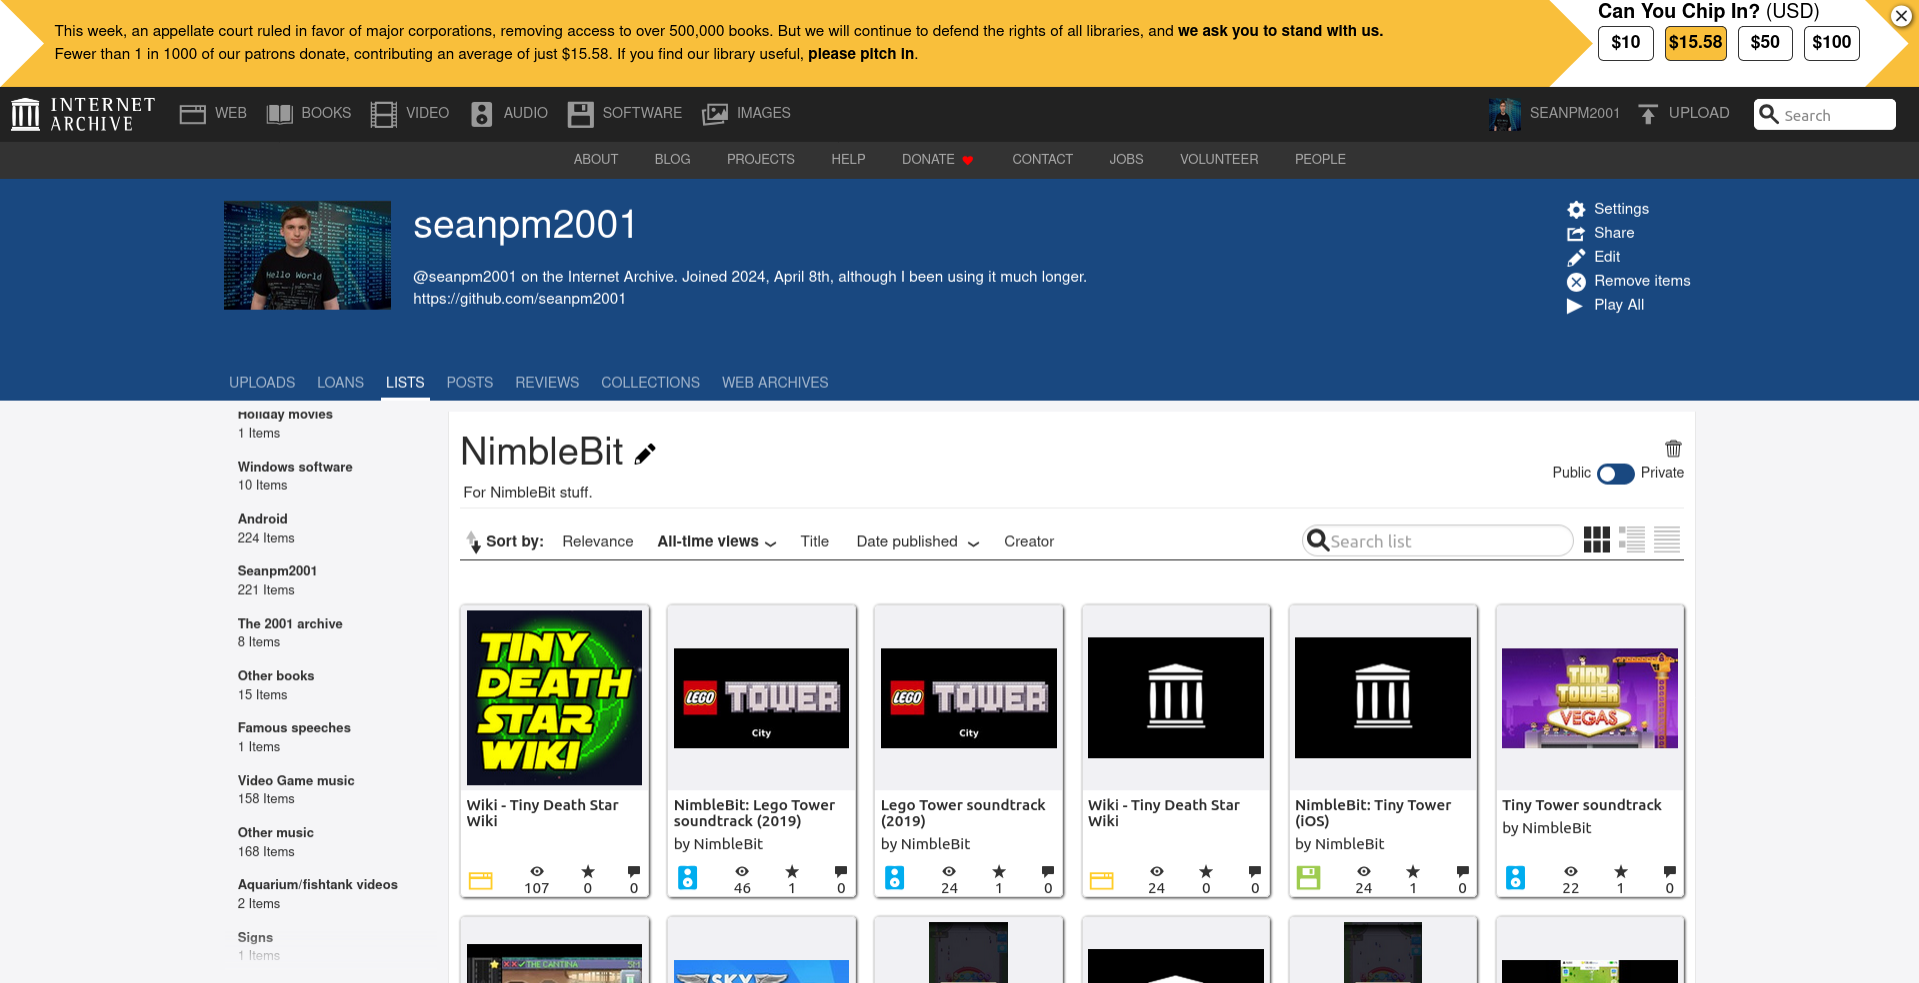 This week, an appellate court ruled in favor of major corporations, removing access to over 500,000 books. But we will continue to defend the rights of all libraries, and we ask you to stand with us.
Fewer than 1 in 1000 of our patrons donate, contributing an average of just $15.58. If you find our library useful, please pitch in.
Can You Chip In? (USD)
$10 $15.58 $50 $100
INTERNET
ARCHIVE
WEB BOOKS VIDEO AUDIO SOFTWARE IMAGES
SEANPM2001 UPLOAD Search
ABOUT BLOG PROJECTS HELP DONATE CONTACT JOBS VOLUNTEER PEOPLE
Hello World
seanpm2001
@seanpm2001 on the Internet Archive. Joined 2024, April 8th, although I been using it much longer.
https://github.com/seanpm2001
Settings
Share
Edit
Remove items
Play All
UPLOADS LOANS LISTS POSTS REVIEWS COLLECTIONS WEB ARCHIVES
Holiday movies
1 Items
Windows software
10 Items
Android
224 Items
Seanpm2001
221 Items
The 2001 archive
8 Items
Other books
15 Items
Famous speeches
1 Items
Video Game music
158 Items
Other music
168 Items
Aquarium/fishtank videos
2 Items
Signs
1 Items
NimbleBit
For NimbleBit stuff.
Public Private
Sort by: Relevance All-time views Title Date published Creator
Search list
TINY
DEATH
STAR
WIKI
Wiki - Tiny Death Star
Wiki
107 0 0
LEGO TOWER
City
NimbleBit: Lego Tower
soundtrack (2019)
by NimbleBit
46 1 0
LEGO TOWER
City
Lego Tower soundtrack
(2019)
by NimbleBit
24 1 0
Wiki - Tiny Death Star
Wiki
24 0 0
NimbleBit: Tiny Tower
(iOS)
by NimbleBit
24 1 0
TINY
TOWER
VEGAS
Tiny Tower soundtrack
by NimbleBit
22 1 0
THE CANTINA 5M
SKY